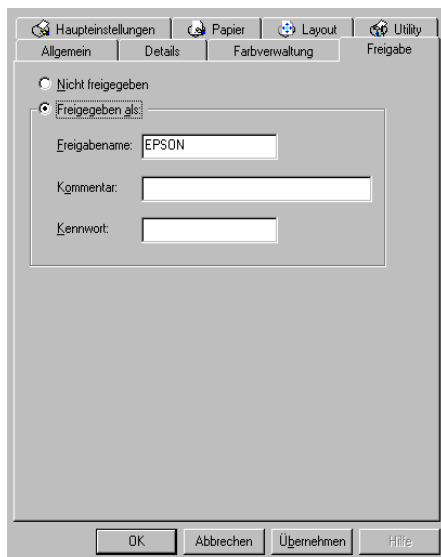 Haupteinstellungen Papier Layout Utility
Allgemein Details Farbverwaltung Freigabe
Nicht freigegeben
Freigegeben als:
Freigabename: EPSON
Kommentar:
Kennwort:
OK Abbrechen Übernehmen Hilfe